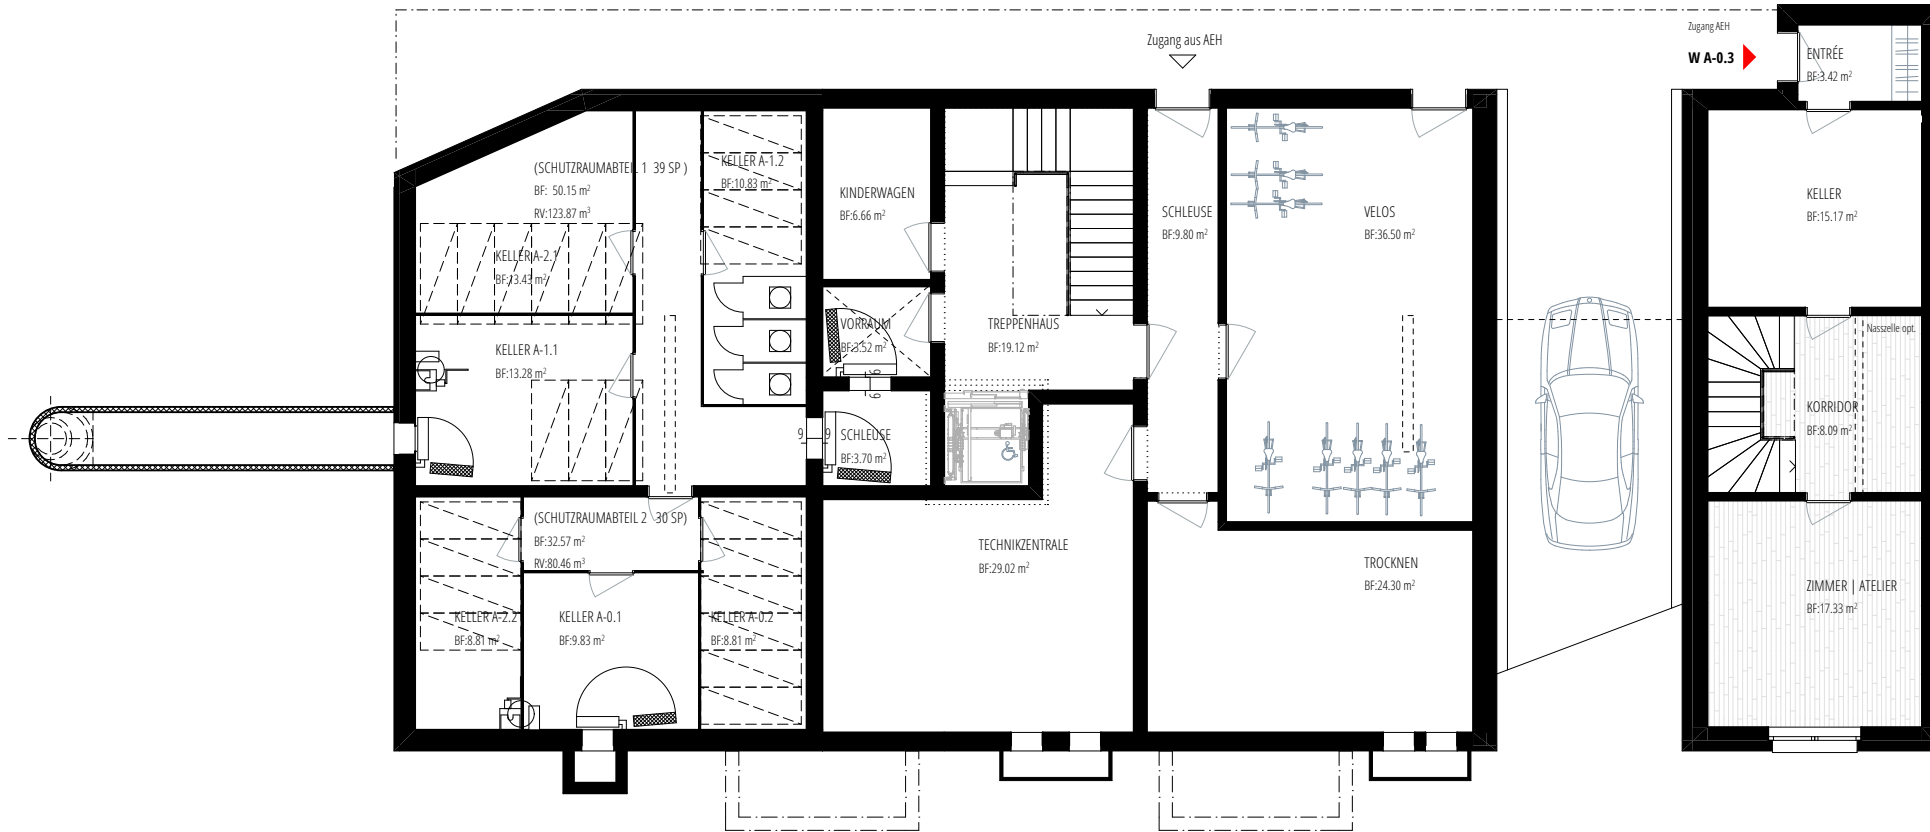 Zugang AEH
W A-0.3
ENTRÉE
BF:3.42 m²
Zugang aus AEH
(SCHUTZRAUMABTEIL 1 39 SP )
BF: 50.15 m²
RV:123.87 m³
KELLER A-1.2
BF:10.83 m²
KINDERWAGEN
BF:6.66 m²
SCHLEUSE
BF:9.80 m²
VELOS
BF:36.50 m²
KELLER
BF:15.17 m²
KELLER A-2.1
BF:13.43 m²
VORRAUM
BF:3.52 m²
TREPPENHAUS
BF:19.12 m²
Nasszelle opt.
KELLER A-1.1
BF:13.28 m²
KORRIDOR
BF:8.09 m²
SCHLEUSE
BF:3.70 m²
9
9
9
9
(SCHUTZRAUMABTEIL 2 30 SP)
BF:32.57 m²
RV:80.46 m³
TECHNIKZENTRALE
BF:29.02 m²
TROCKNEN
BF:24.30 m²
ZIMMER | ATELIER
BF:17.33 m²
KELLER A-2.2
BF:8.81 m²
KELLER A-0.1
BF:9.83 m²
KELLER A-0.2
BF:8.81 m²